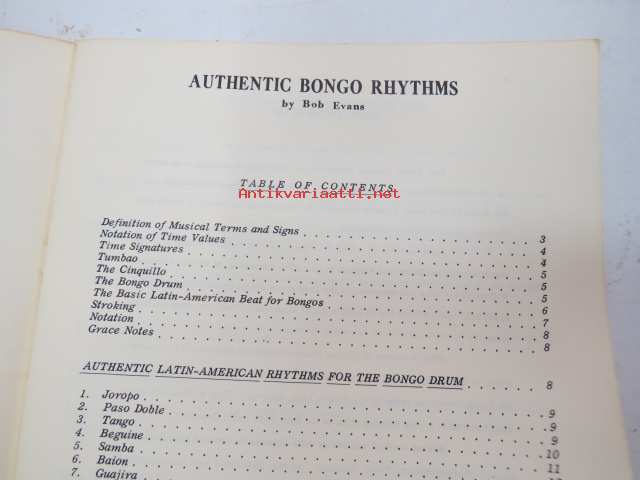 AUTHENTIC BONGO RHYTHMS
by Bob Evans
TABLE OF CONTENTS
Antikvariaatti.net
Definition of Musical Terms and Signs . . . . . . . . . . 3
Notation of Time Values . . . . . . . . . . 4
Time Signatures . . . . . . . . . . 4
Tumbao . . . . . . . . . . 5
The Cinquillo . . . . . . . . . . 5
The Bongo Drum . . . . . . . . . . 5
The Basic Latin-American Beat for Bongos . . . . . . . . . . 6
Stroking . . . . . . . . . . 7
Notation . . . . . . . . . . 8
Grace Notes . . . . . . . . . . 8
AUTHENTIC LATIN-AMERICAN RHYTHMS FOR THE BONGO DRUM . . . . . . 8
1. Joropo . . . . . . . . . . 9
2. Paso Doble . . . . . . . . . . 9
3. Tango . . . . . . . . . . 9
4. Beguine . . . . . . . . . . 10
5. Samba . . . . . . . . . . 11
6. Baion . . . . . . . . . .
7. Guajira . . . . . . . . . .